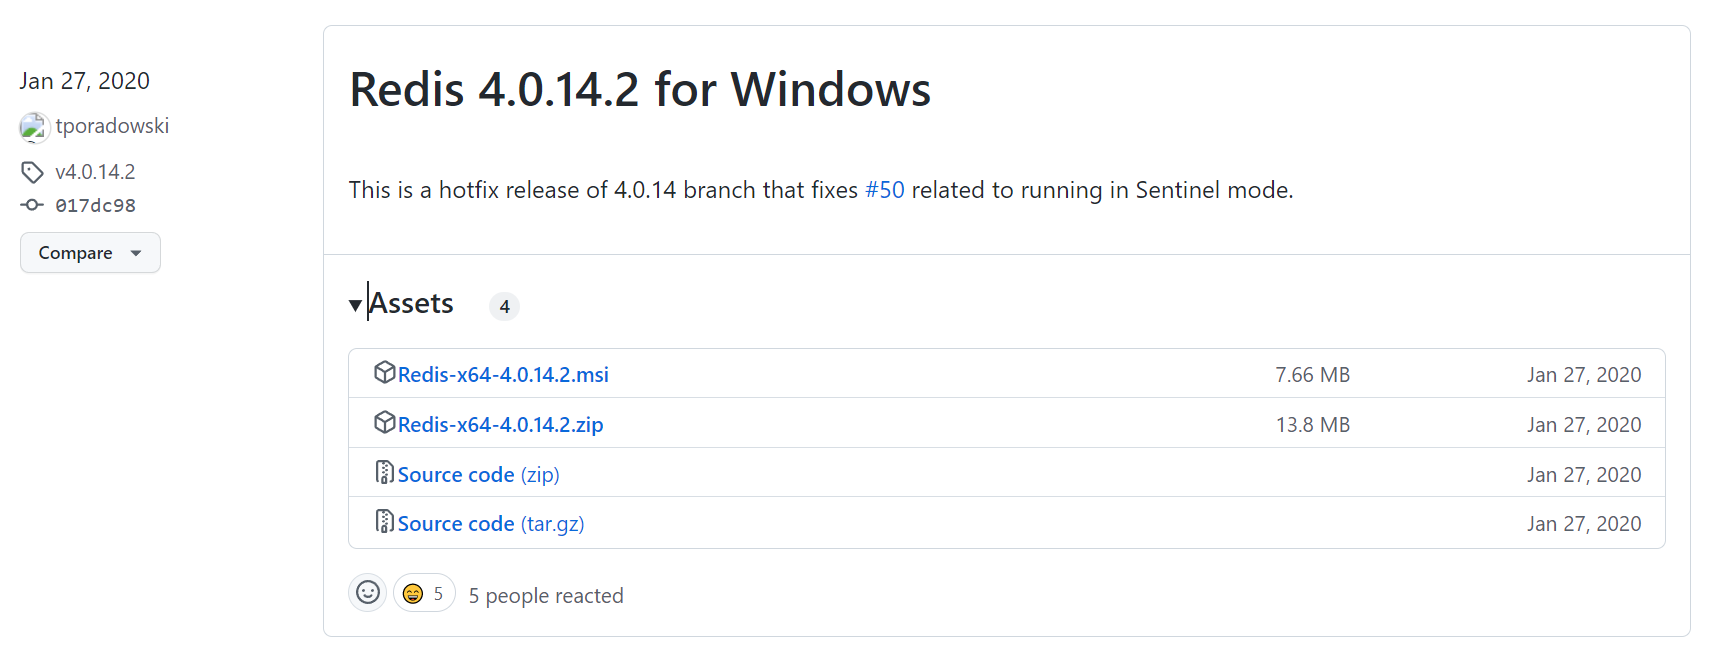 Jan 27, 2020
tporadowski
v4.0.14.2
017dc98
Compare
Redis 4.0.14.2 for Windows
This is a hotfix release of 4.0.14 branch that fixes #50 related to running in Sentinel mode.
Assets 4
Redis-x64-4.0.14.2.msi 7.66 MB Jan 27, 2020
Redis-x64-4.0.14.2.zip 13.8 MB Jan 27, 2020
Source code (zip) Jan 27, 2020
Source code (tar.gz) Jan 27, 2020
5 5 people reacted